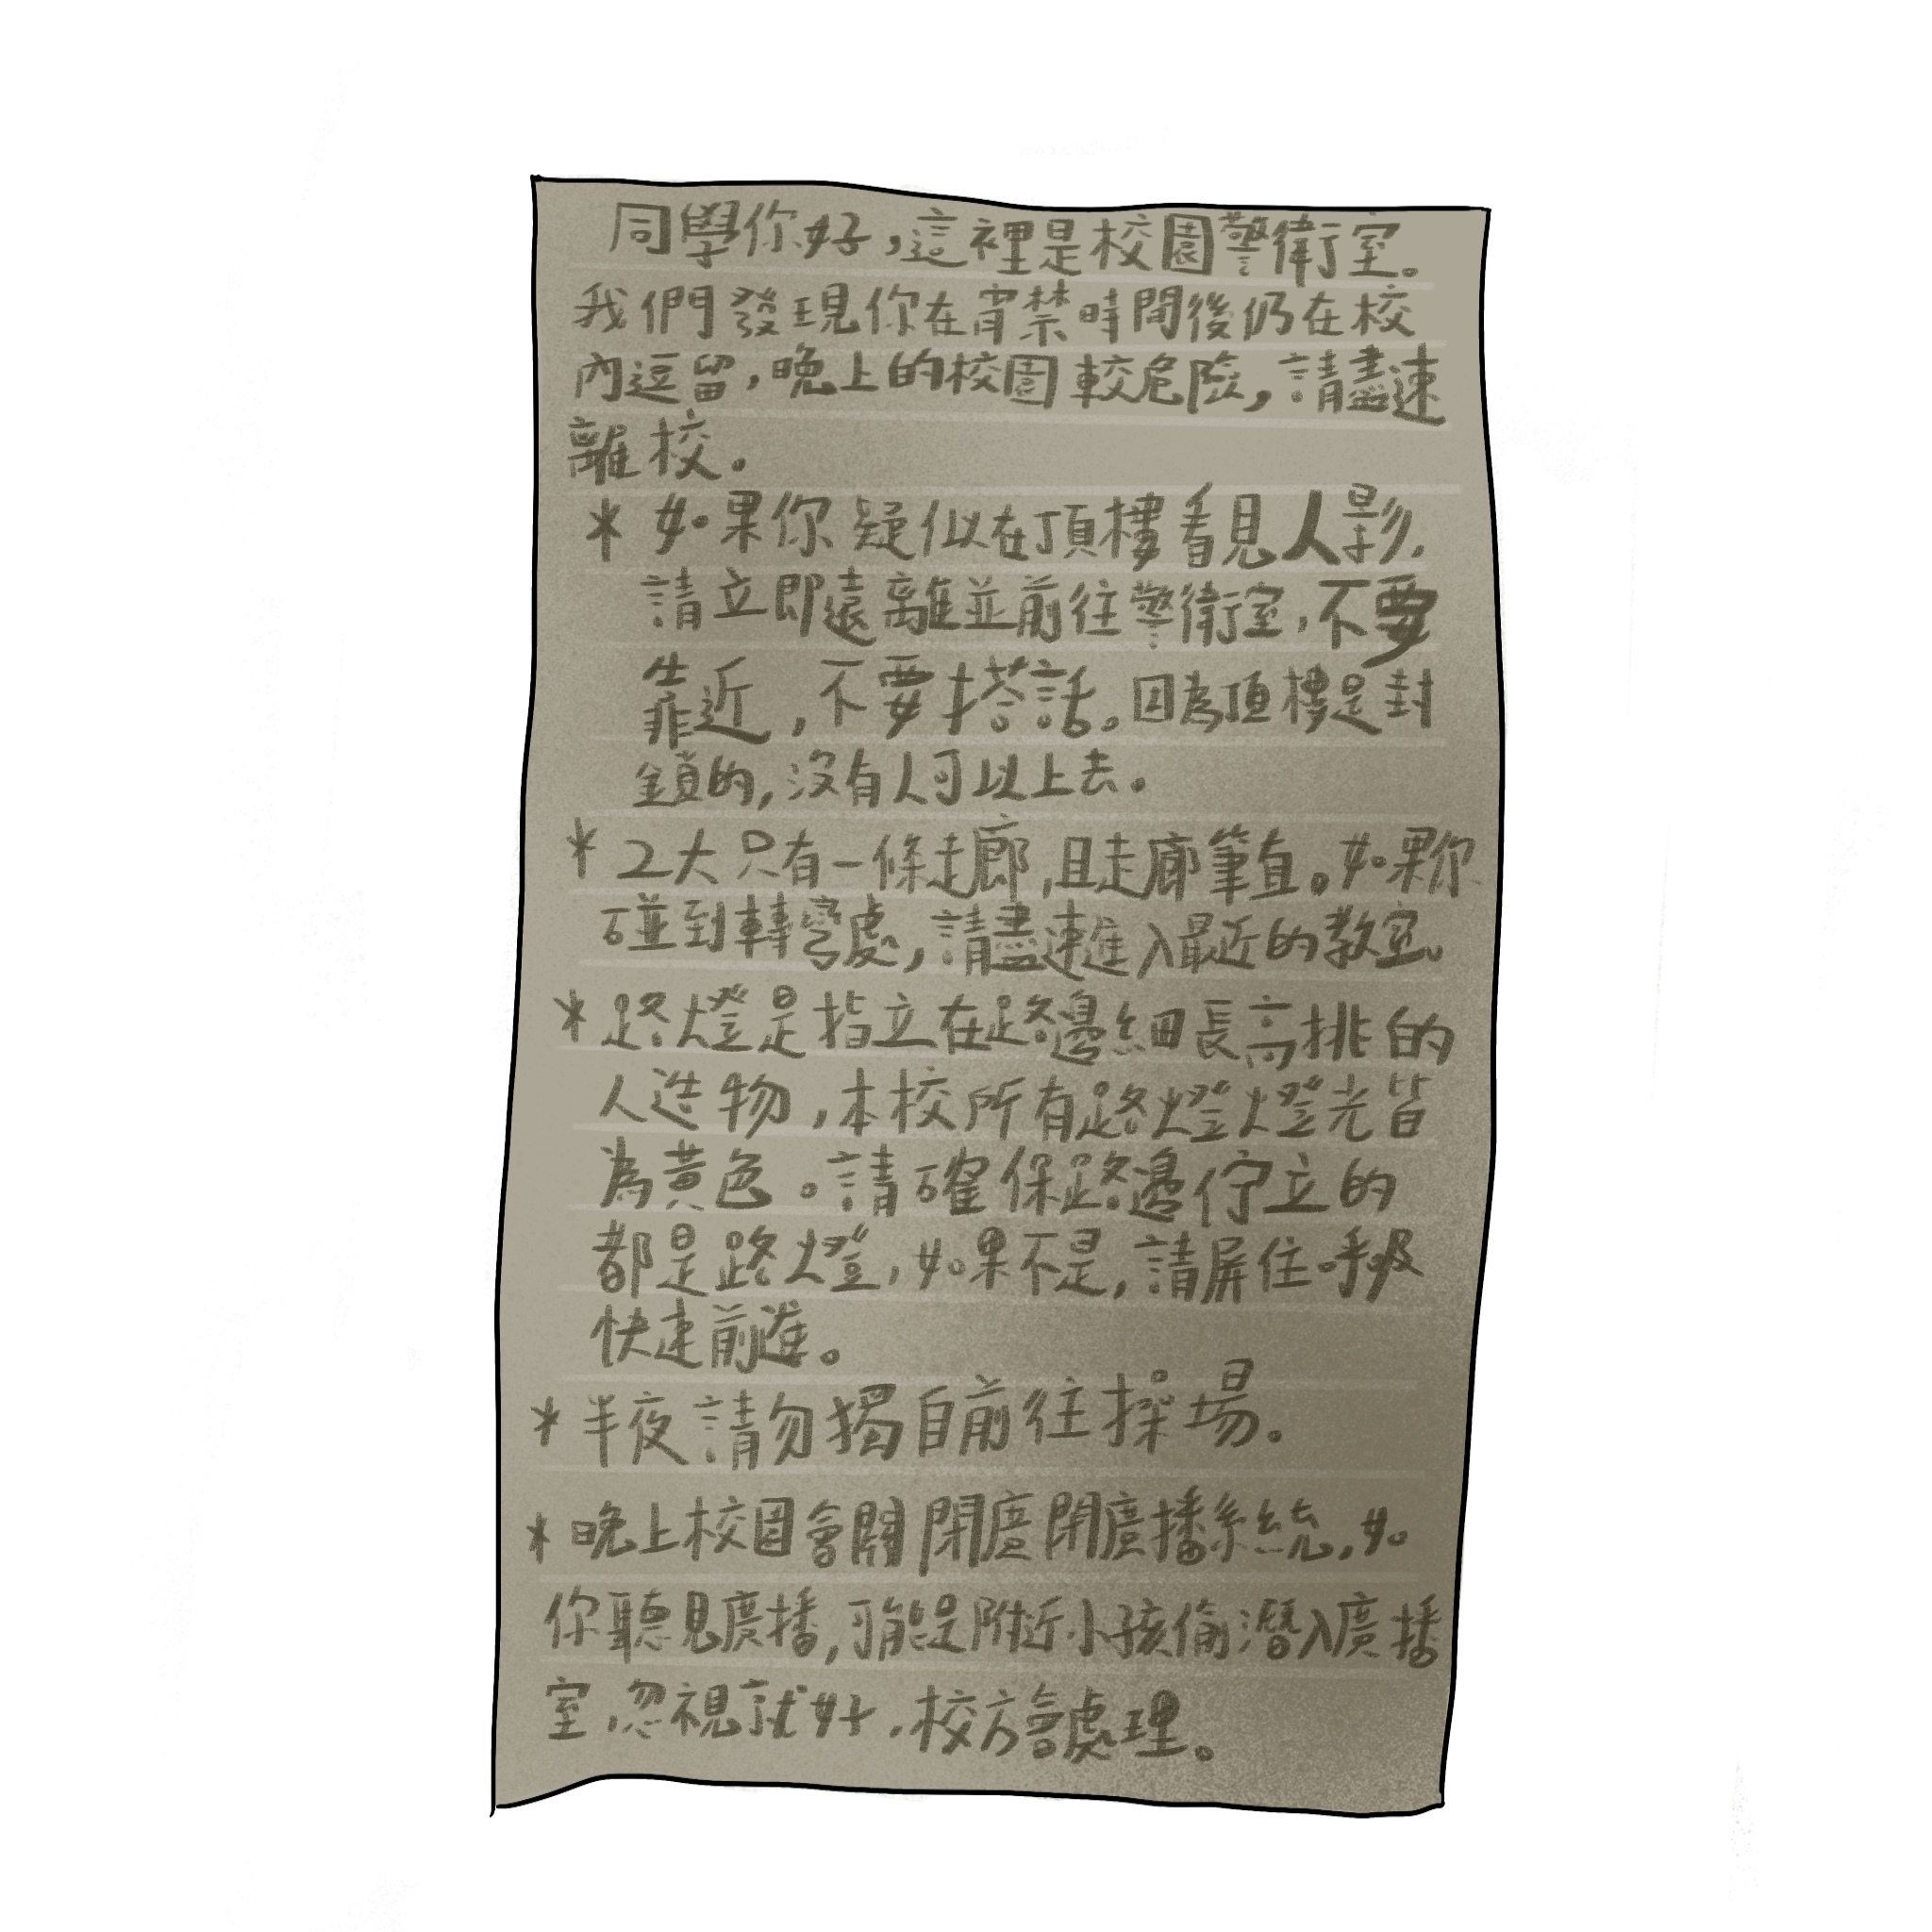 同學你好,這裡是校園警衛室。
我們發現你在宵禁時間後仍在校
內逗留,晚上的校園較危險,請盡速
離校。
* 如果你疑似在頂樓看見人影,
請立即遠離並前往警衛室,不要
靠近,不要搭話。因為頂樓是封
鎖的,沒有人可以上去。
* 工大只有一條走廊,且走廊筆直。如果你
碰到轉彎處,請盡速進入最近的教室。
* 路燈是指立在路邊細長高挑的
人造物,本校所有路燈燈光皆
為黃色。請確保路邊佇立的
都是路燈,如果不是,請屏住呼吸
快速前進。
* 半夜請勿獨自前往操場。
* 晚上校園會關閉廣閉廣播系統,如
你聽見廣播,可能是附近小孩偷潛入廣播
室,忽視就好,校方會處理。